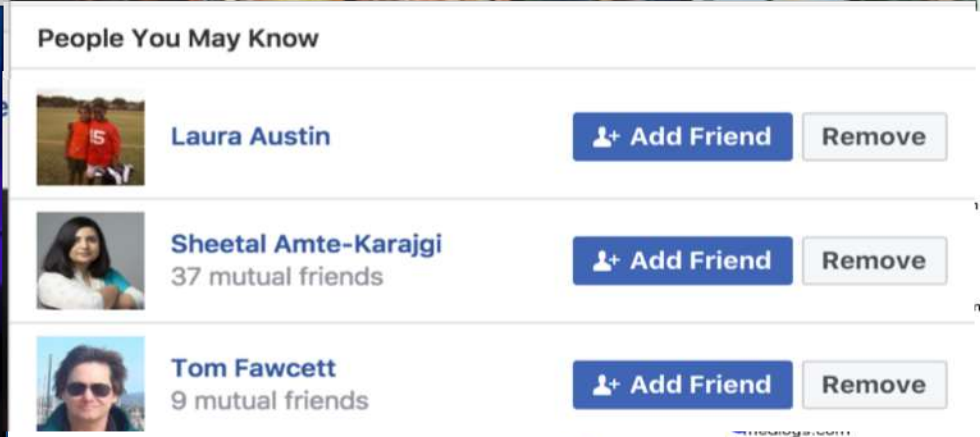 People You May Know
Laura Austin
Add Friend
Remove
Sheetal Amte-Karajgi
37 mutual friends
Add Friend
Remove
Tom Fawcett
9 mutual friends
Add Friend
Remove
15